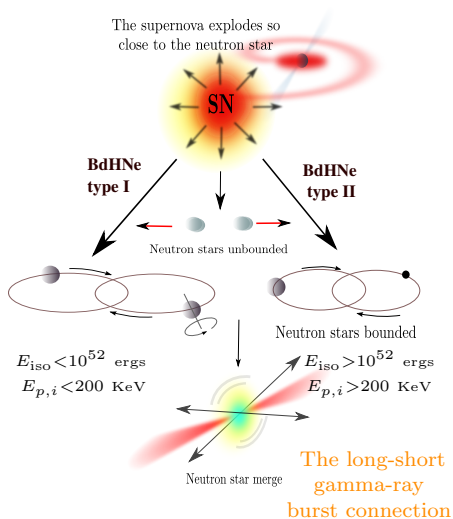 The supernova explodes so
close to the neutron star
SN
BdHNe
type I
BdHNe
type II
Neutron stars unbounded
Neutron stars bounded
E_iso<10^52 ergs
E_p,i<200 KeV
E_iso>10^52 ergs
E_p,i>200 KeV
Neutron star merge
The long-short
gamma-ray
burst connection